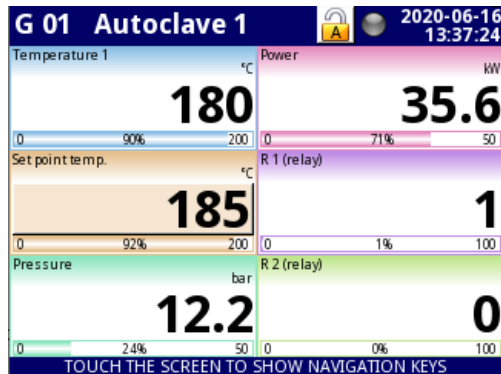 G 01 Autoclave 1
A
2020-06-16
13:37:24
Temperature 1
°C
180
0 90% 200
Power
kW
35.6
0 71% 50
Set point temp.
°C
185
0 92% 200
R 1 (relay)
1
0 1% 100
Pressure
bar
12.2
0 24% 50
R 2 (relay)
0
0 0% 100
TOUCH THE SCREEN TO SHOW NAVIGATION KEYS